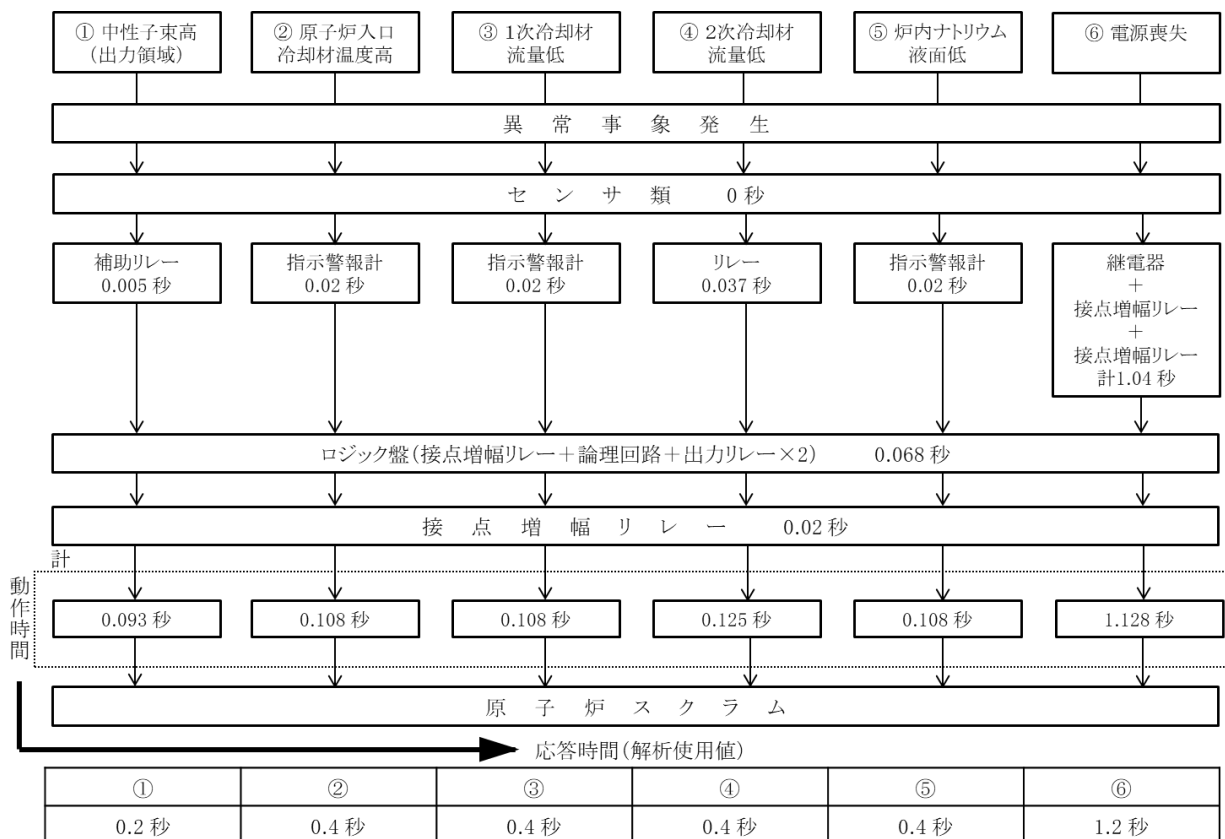 ① 中性子束高
(出力領域)
② 原子炉入口
冷却材温度高
③ 1次冷却材
流量低
④ 2次冷却材
流量低
⑤ 炉内ナトリウム
液面低
⑥ 電源喪失
異常事象発生
センサ類 0 秒
補助リレー
0.005 秒
指示警報計
0.02 秒
指示警報計
0.02 秒
リレー
0.037 秒
指示警報計
0.02 秒
継電器
+
接点増幅リレー
+
接点増幅リレー
計1.04 秒
ロジック盤(接点増幅リレー+論理回路+出力リレー×2) 0.068 秒
接点増幅リレー 0.02 秒
計
動作時間
0.093 秒
0.108 秒
0.108 秒
0.125 秒
0.108 秒
1.128 秒
原子炉スクラム
応答時間(解析使用値)
① ② ③ ④ ⑤ ⑥
0.2 秒 0.4 秒 0.4 秒 0.4 秒 0.4 秒 1.2 秒